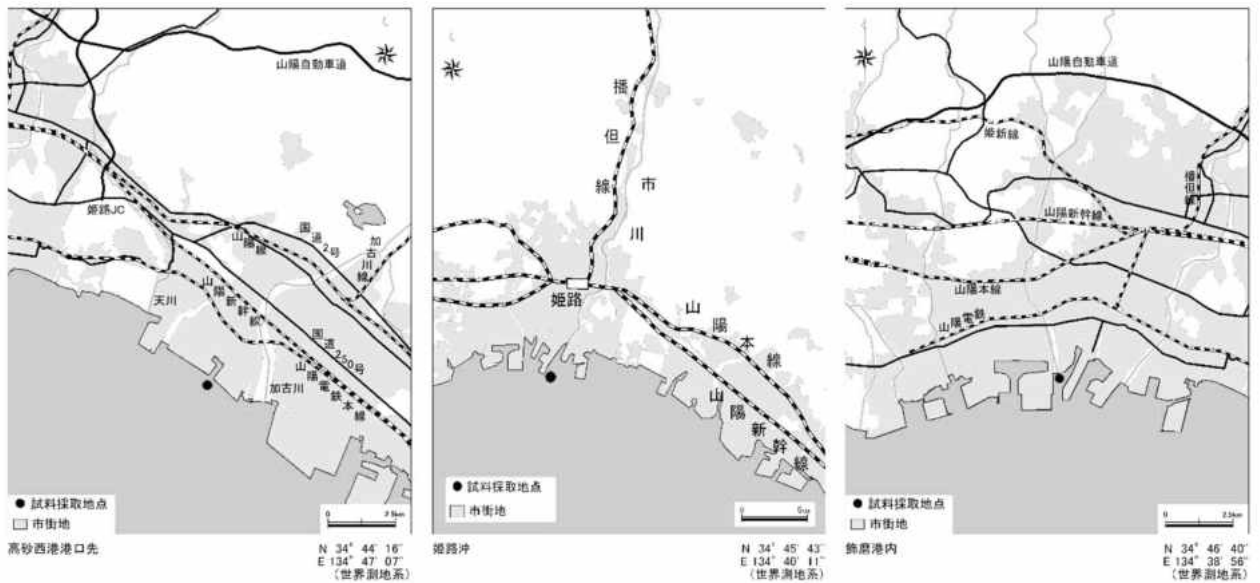 山陽自動車道
姫路JC
国道2号
山陽線
加古川線
天川
山陽新幹線
国道250号
山陽電鉄本線
加古川
● 試料採取地点
市街地
0 2.5km
高砂西港港口先
N 34° 44′ 16″
E 134° 47′ 07″
(世界測地系)
播但線
市川
姫路
山陽本線
山陽新幹線
● 試料採取地点
市街地
0 5km
姫路沖
N 34° 45′ 43″
E 134° 40′ 11″
(世界測地系)
山陽自動車道
姫新線
播但線
山陽新幹線
山陽本線
山陽電鉄
● 試料採取地点
市街地
0 2.5km
飾磨港内
N 34° 46′ 40″
E 134° 38′ 56″
(世界測地系)